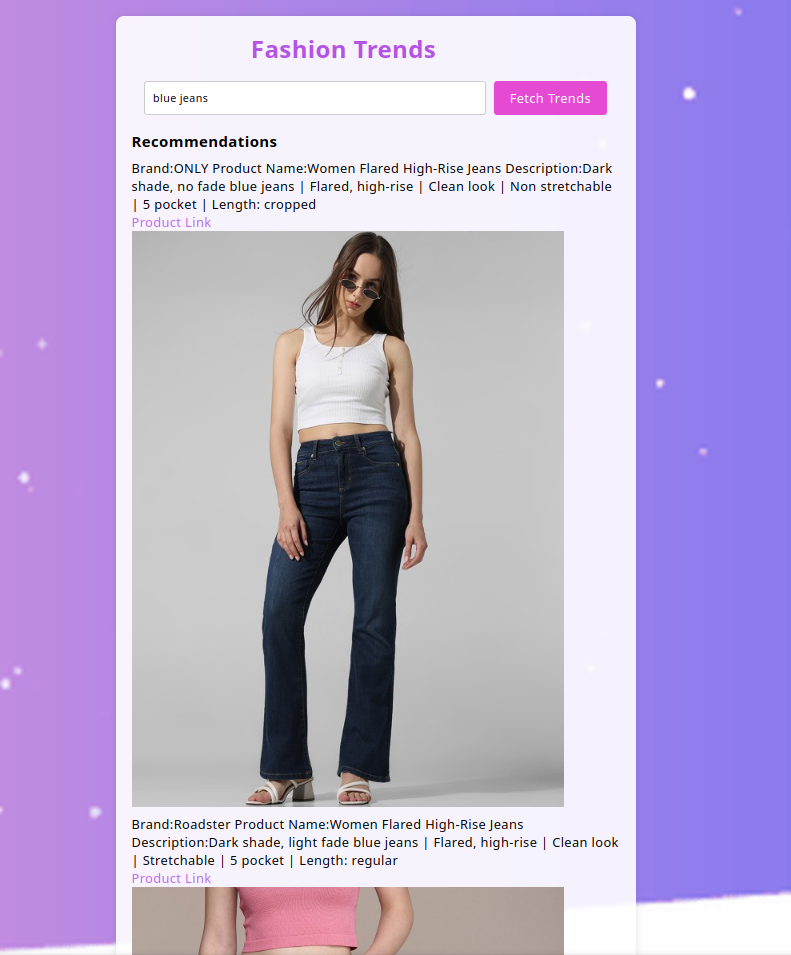 Fashion Trends
blue jeans
Fetch Trends
Recommendations
Brand:ONLY Product Name:Women Flared High-Rise Jeans Description:Dark
shade, no fade blue jeans | Flared, high-rise | Clean look | Non stretchable
| 5 pocket | Length: cropped
Product Link
Brand:Roadster Product Name:Women Flared High-Rise Jeans
Description:Dark shade, light fade blue jeans | Flared, high-rise | Clean look
| Stretchable | 5 pocket | Length: regular
Product Link